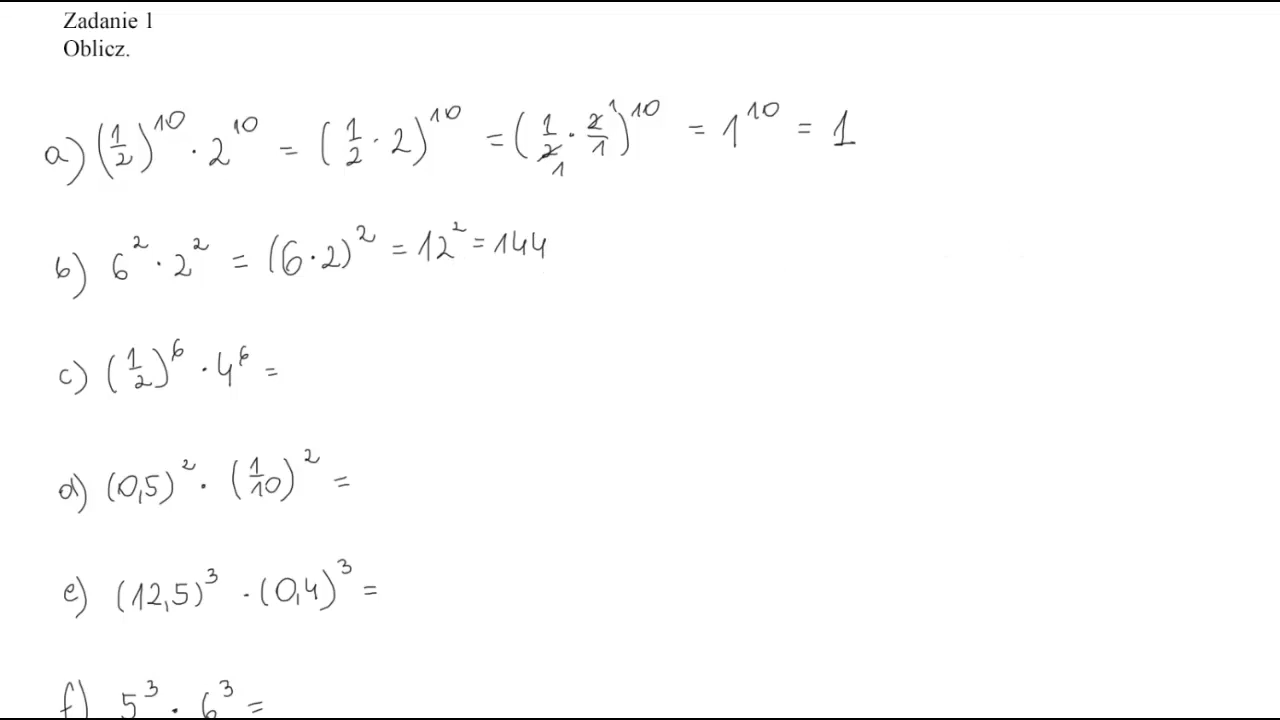 Zadanie 1
Oblicz.
a) (1/2)^10 · 2^10 = (1/2 · 2)^10 = (1/2 · 2/1)^10 = 1^10 = 1
b) 6^2 · 2^2 = (6·2)^2 = 12^2 = 144
c) (1/2)^6 · 4^6 =
d) (0,5)^2 · (1/10)^2 =
e) (12,5)^3 · (0,4)^3 =
f) 5^3 · 6^3 =